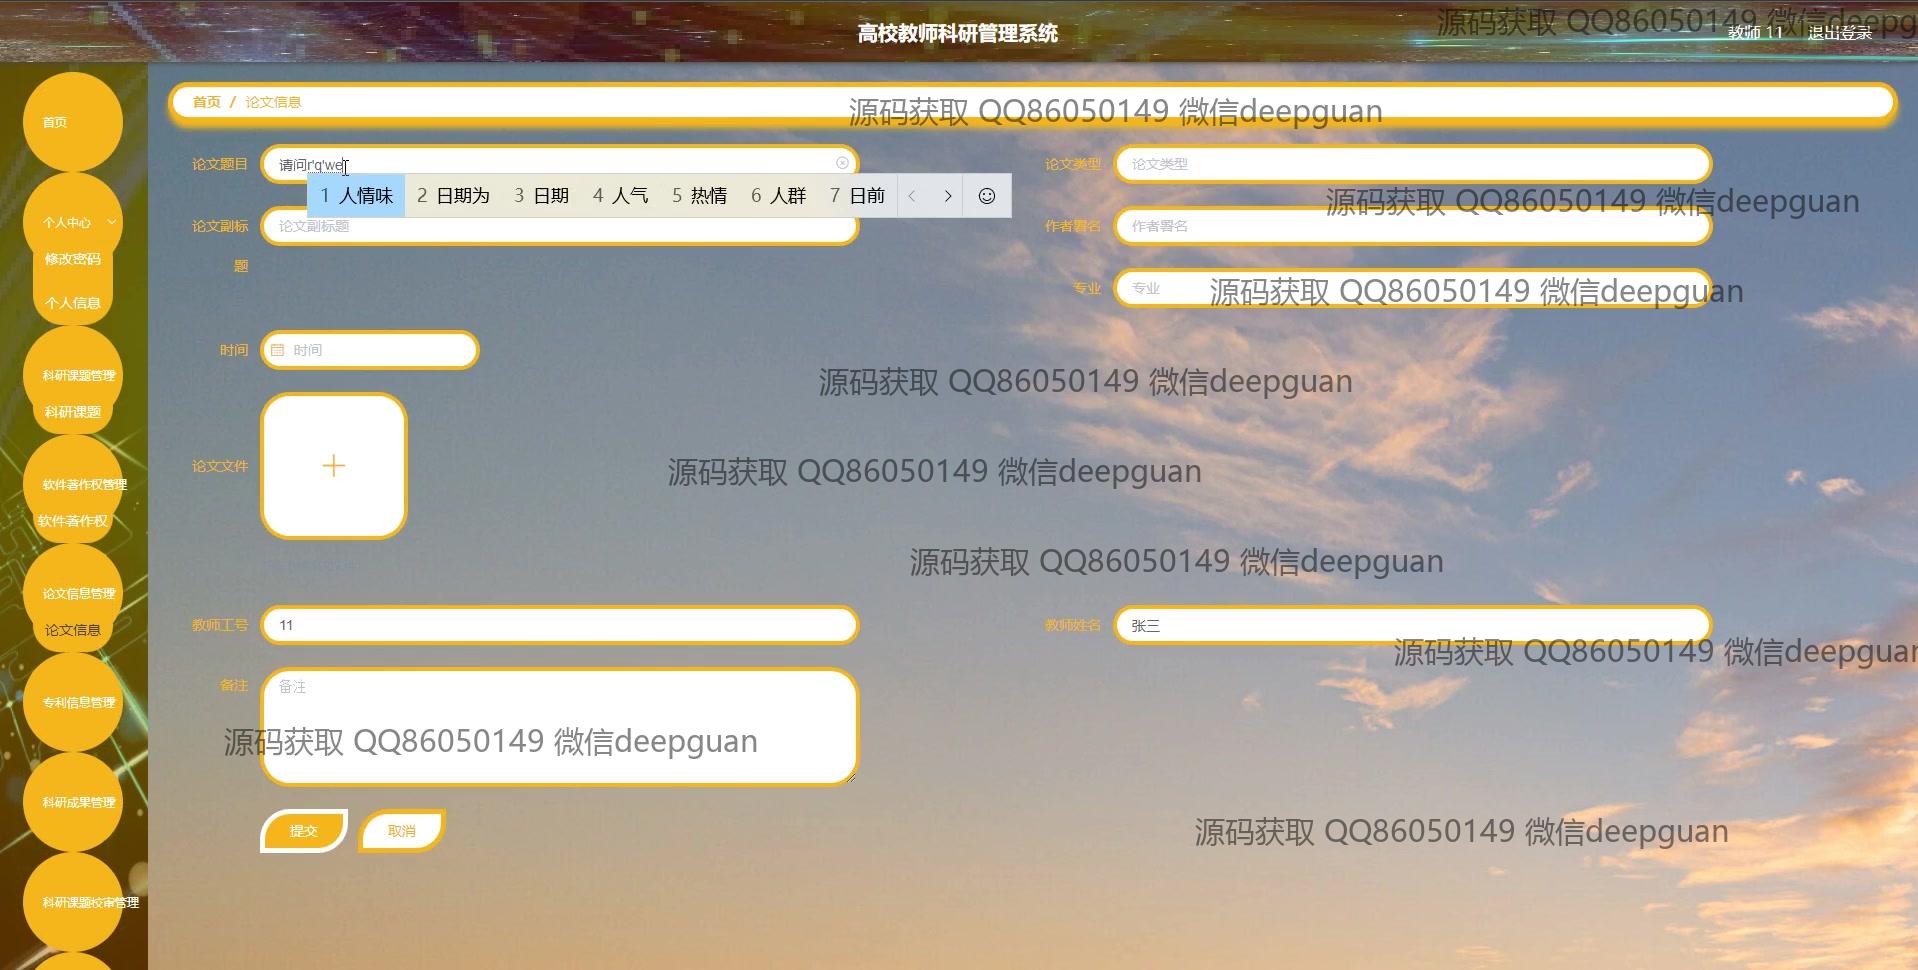 高校教师科研管理系统
源码获取 QQ86050149 微信deepg
教师 11 退出登录
首页
个人中心
修改密码
个人信息
科研课题管理
科研课题
软件著作权管理
软件著作权
论文信息管理
论文信息
专利信息管理
科研成果管理
科研课题校审管理
首页 / 论文信息
源码获取 QQ86050149 微信deepguan
论文题目 请问r'q'we
论文类型 论文类型
1 人情味 2 日期为 3 日期 4 人气 5 热情 6 人群 7 日前
源码获取 QQ86050149 微信deepguan
论文副标题 论文副标题
作者署名 作者署名
专业 专业
源码获取 QQ86050149 微信deepguan
时间 时间
源码获取 QQ86050149 微信deepguan
论文文件
源码获取 QQ86050149 微信deepguan
源码获取 QQ86050149 微信deepguan
教师工号 11
教师姓名 张三
源码获取 QQ86050149 微信deepguan
备注 备注
源码获取 QQ86050149 微信deepguan
提交 取消
源码获取 QQ86050149 微信deepguan